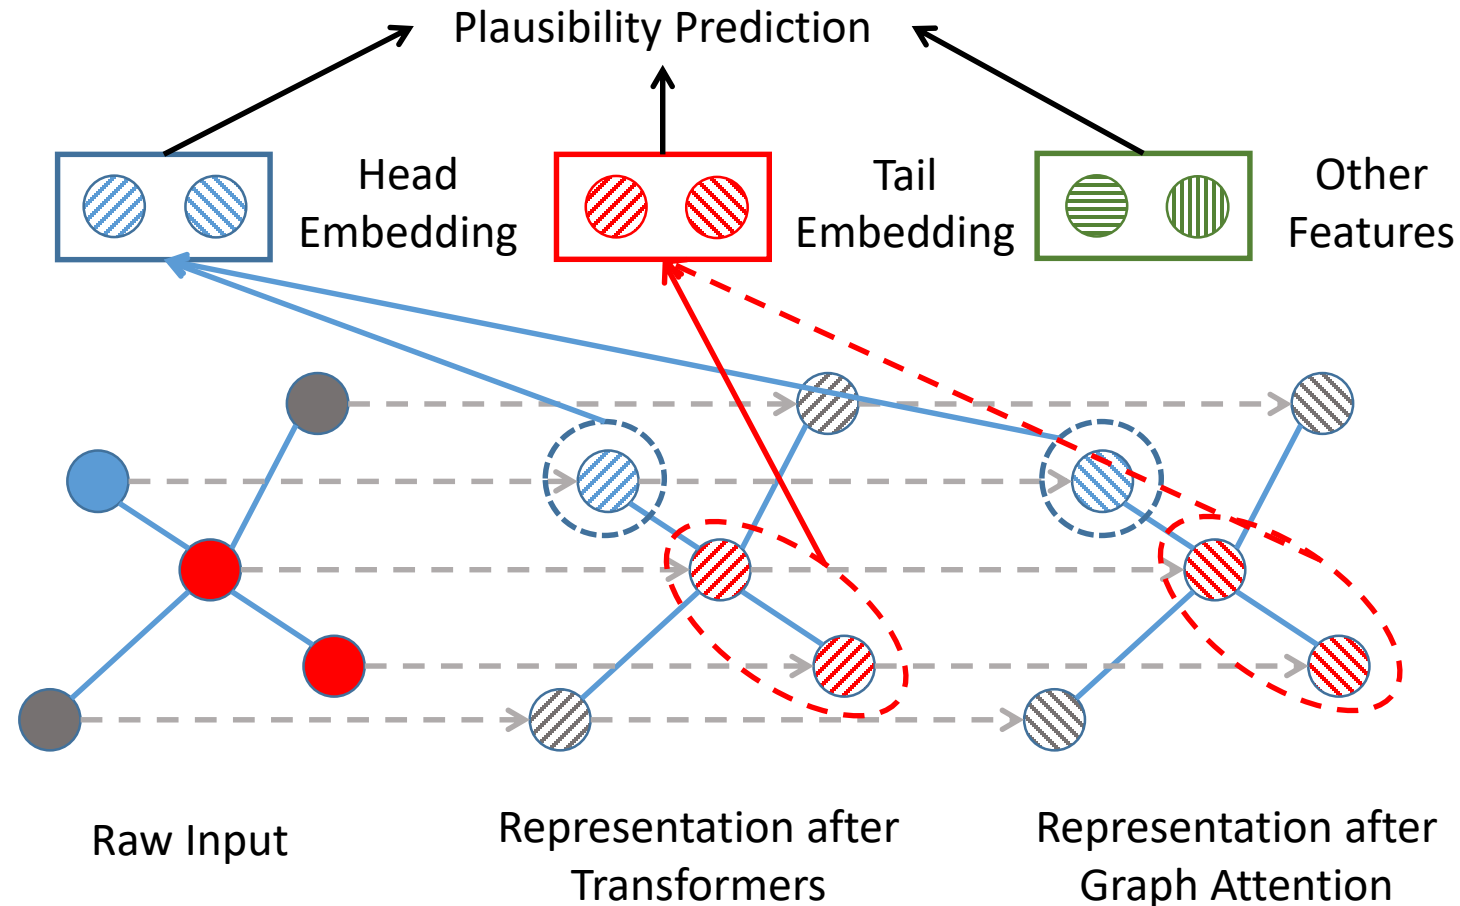 Plausibility Prediction
Head
Embedding
Tail
Embedding
Other
Features
Raw Input
Representation after
Transformers
Representation after
Graph Attention